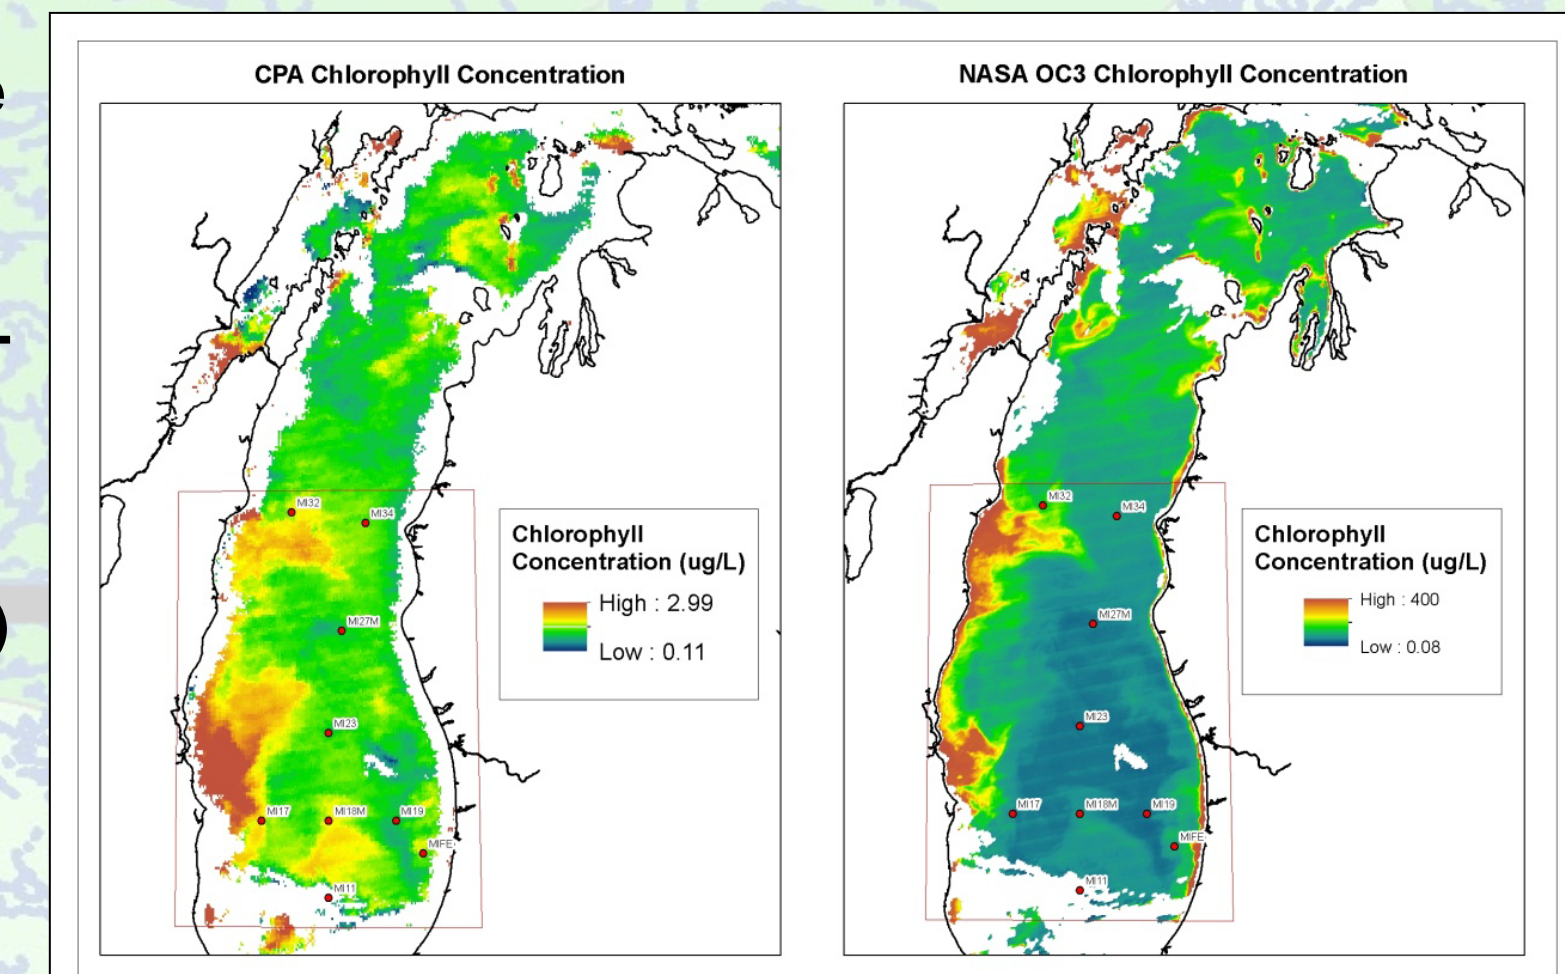 e
-
)
CPA Chlorophyll Concentration
MI32
MI34
MI27M
MI23
MI17
MI18M
MI19
MIFE
MI11
Chlorophyll
Concentration (ug/L)
High : 2.99
Low : 0.11
NASA OC3 Chlorophyll Concentration
MI32
MI34
MI27M
MI23
MI17
MI18M
MI19
MIFE
MI11
Chlorophyll
Concentration (ug/L)
High : 400
Low : 0.08